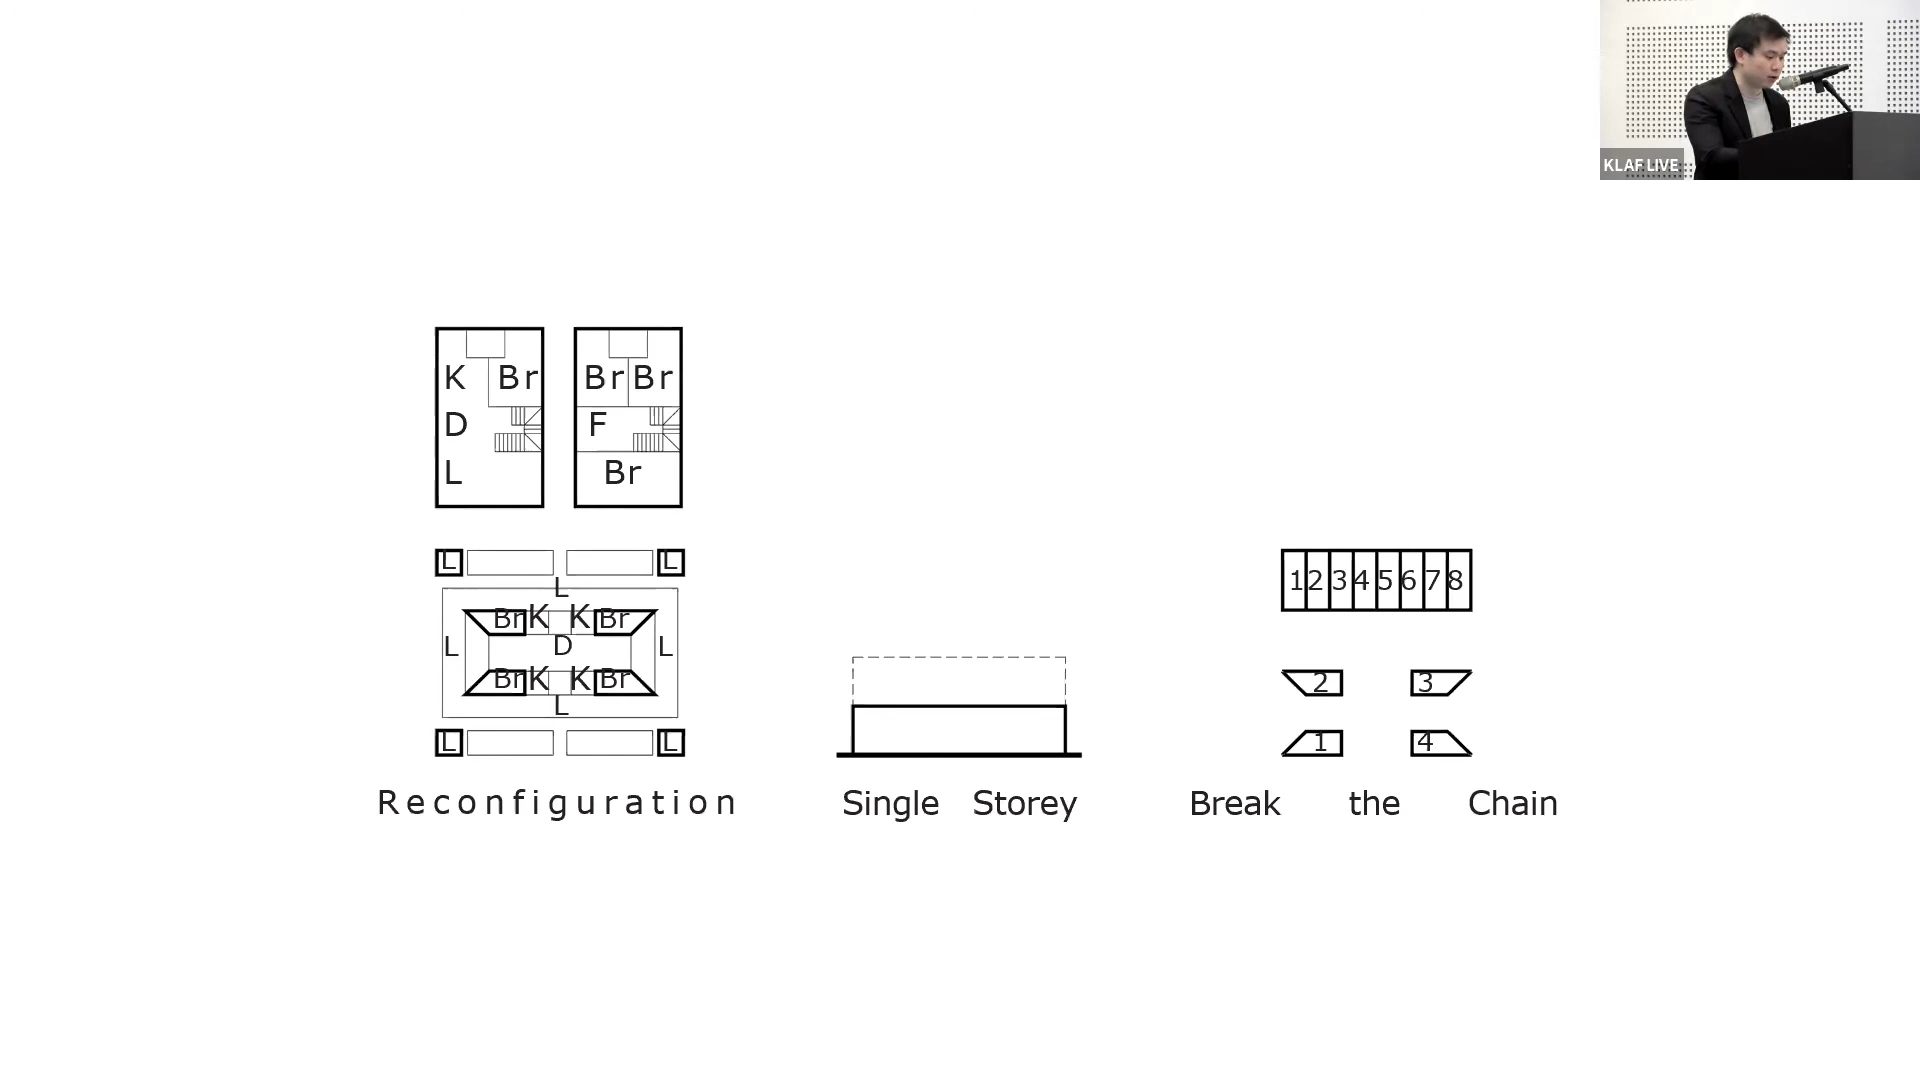 KLAF LIVE
K Br
D
L
Br Br
F
Br
L L
L
Br K K Br
L D L
Br K K Br
L
L L
Reconfiguration
Single Storey
1 2 3 4 5 6 7 8
2 3
1 4
Break the Chain